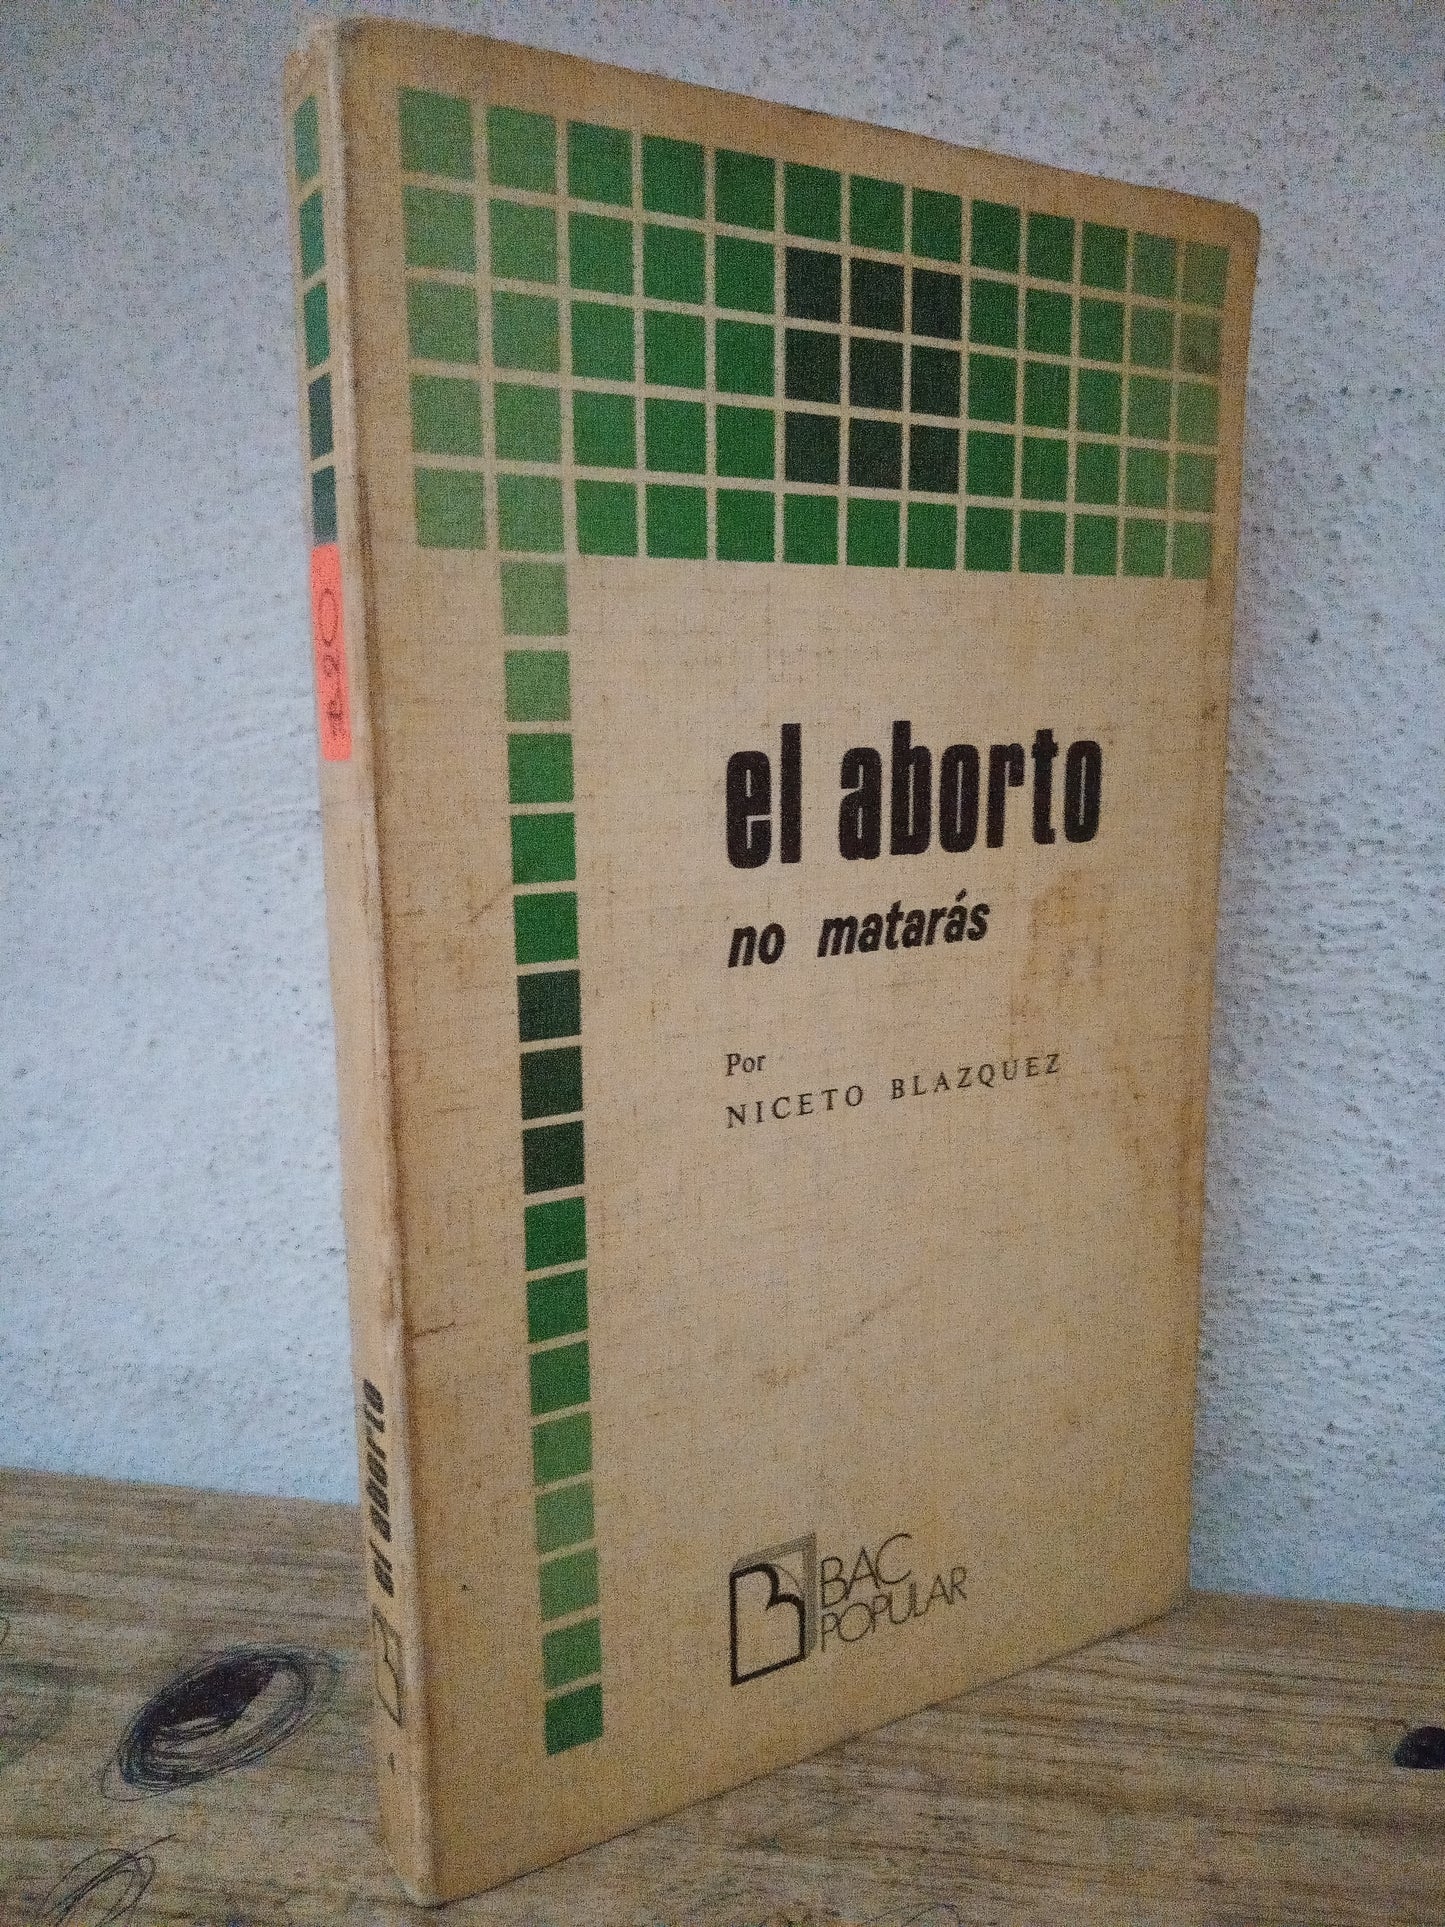 el aborto
no matarás
Por
NICETO BLAZQUEZ
BAC
POPULAR
el aborto